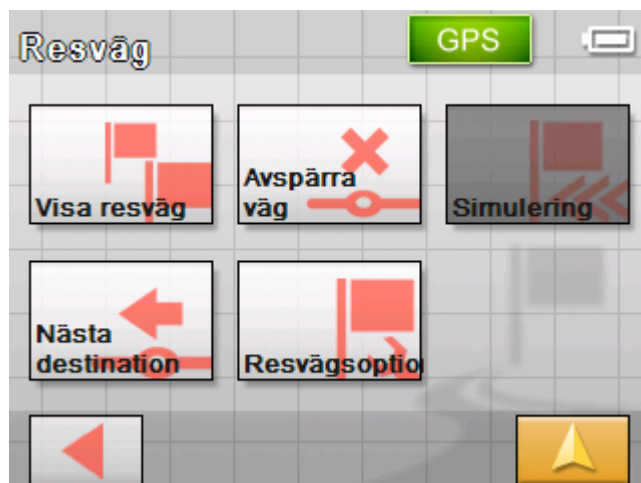 Resväg
GPS
Visa resväg
Avspärra
väg
Simulering
Nästa
destination
Resvägsoptio